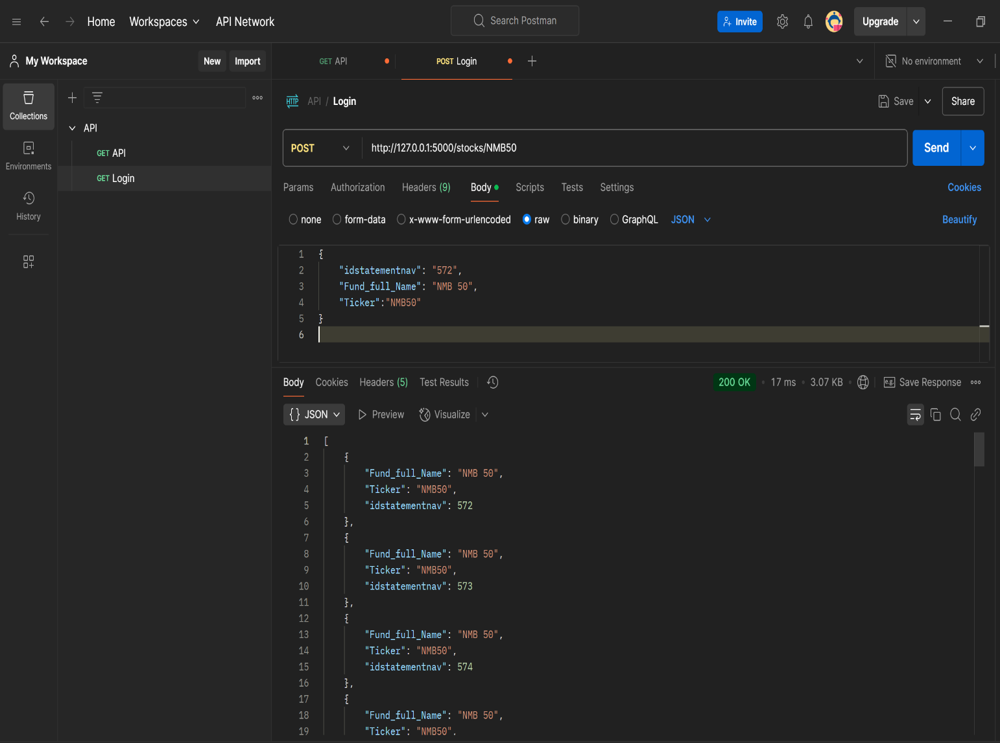 Home Workspaces API Network Search Postman Invite Upgrade
My Workspace New Import GET API POST Login No environment
Collections
Environments
History
API
GET API
GET Login
HTTP API / Login Save Share
POST http://127.0.0.1:5000/stocks/NMB50 Send
Params Authorization Headers (9) Body Scripts Tests Settings Cookies
none form-data x-www-form-urlencoded raw binary GraphQL JSON Beautify
1 {
2 "idstatementnav": "572",
3 "Fund_full_Name": "NMB 50",
4 "Ticker":"NMB50"
5 }
6
Body Cookies Headers (5) Test Results 200 OK • 17 ms • 3.07 KB • e.g. Save Response
{} JSON Preview Visualize
1 [
2 {
3 "Fund_full_Name": "NMB 50",
4 "Ticker": "NMB50",
5 "idstatementnav": 572
6 },
7 {
8 "Fund_full_Name": "NMB 50",
9 "Ticker": "NMB50",
10 "idstatementnav": 573
11 },
12 {
13 "Fund_full_Name": "NMB 50",
14 "Ticker": "NMB50",
15 "idstatementnav": 574
16 },
17 {
18 "Fund_full_Name": "NMB 50",
19 "Ticker": "NMB50",